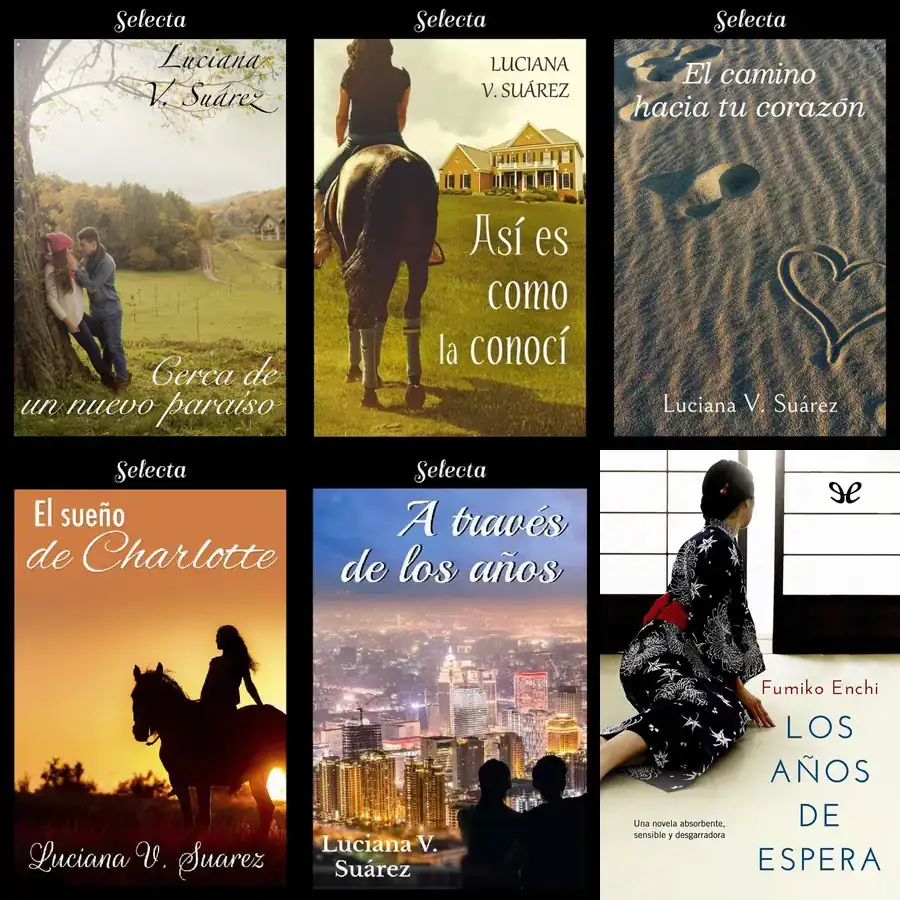 Selecta
Luciana
V. Suárez
Cerca de
un nuevo paraíso
Selecta
LUCIANA
V. SUÁREZ
Así es
como
la conocí
Selecta
El camino
hacia tu corazón
Luciana V. Suárez
Selecta
El sueño
de Charlotte
Luciana V. Suarez
Selecta
A través
de los años
Luciana V.
Suárez
Fumiko Enchi
LOS
AÑOS
DE
ESPERA
Una novela absorbente,
sensible y desgarradora